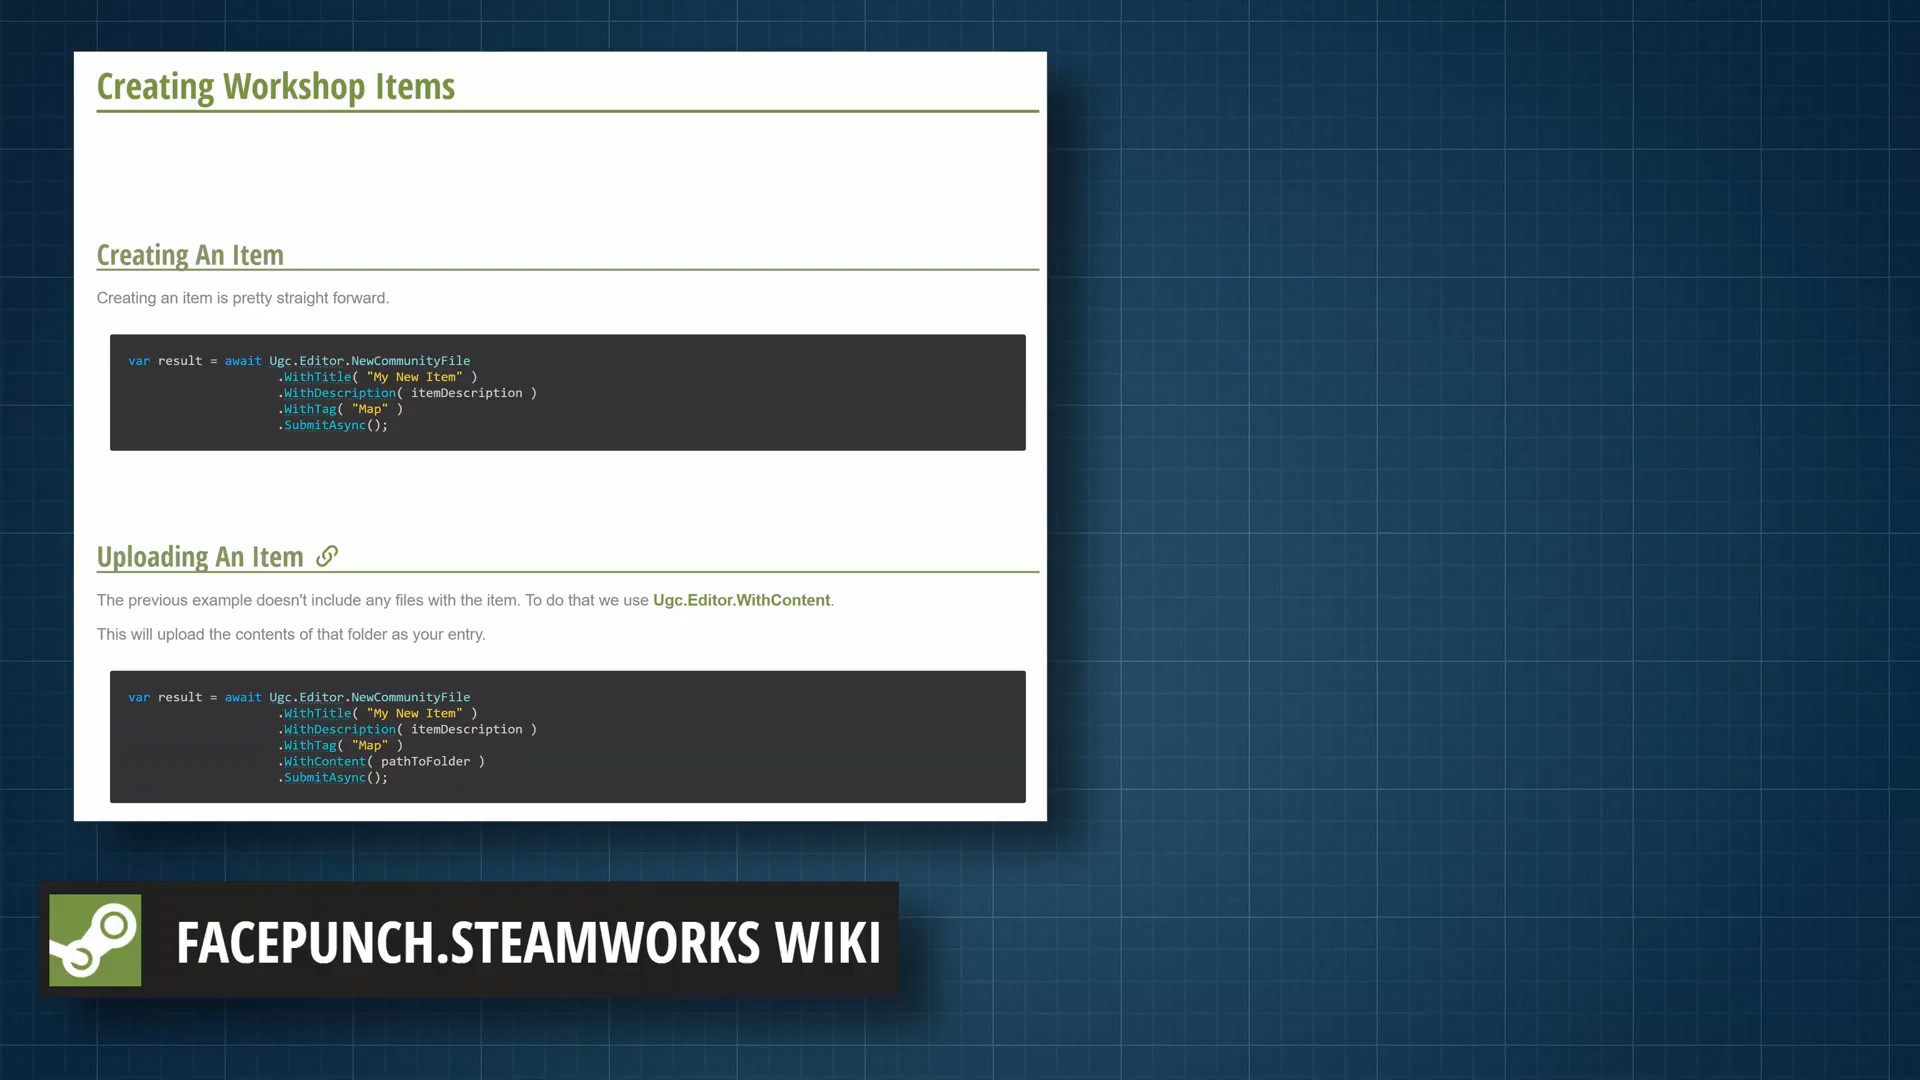 Creating Workshop Items
Creating An Item
Creating an item is pretty straight forward.
var result = await Ugc.Editor.NewCommunityFile
.WithTitle( "My New Item" )
.WithDescription( itemDescription )
.WithTag( "Map" )
.SubmitAsync();
Uploading An Item
The previous example doesn't include any files with the item. To do that we use Ugc.Editor.WithContent.
This will upload the contents of that folder as your entry.
var result = await Ugc.Editor.NewCommunityFile
.WithTitle( "My New Item" )
.WithDescription( itemDescription )
.WithTag( "Map" )
.WithContent( pathToFolder )
.SubmitAsync();
FACEPUNCH.STEAMWORKS WIKI